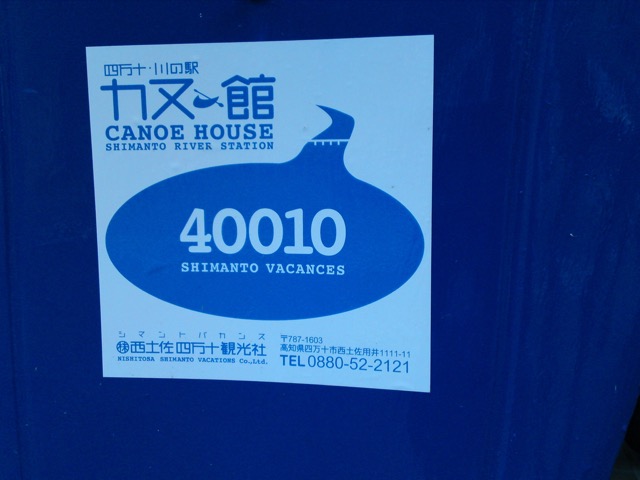 四万十・川の駅
カヌー館
CANOE HOUSE
SHIMANTO RIVER STATION
40010
SHIMANTO VACANCES
シマントバカンス
㈱西土佐四万十観光社
NISHITOSA SHIMANTO VACATIONS Co.,Ltd.
〒787-1603
高知県四万十市西土佐用井1111-11
TEL 0880-52-2121